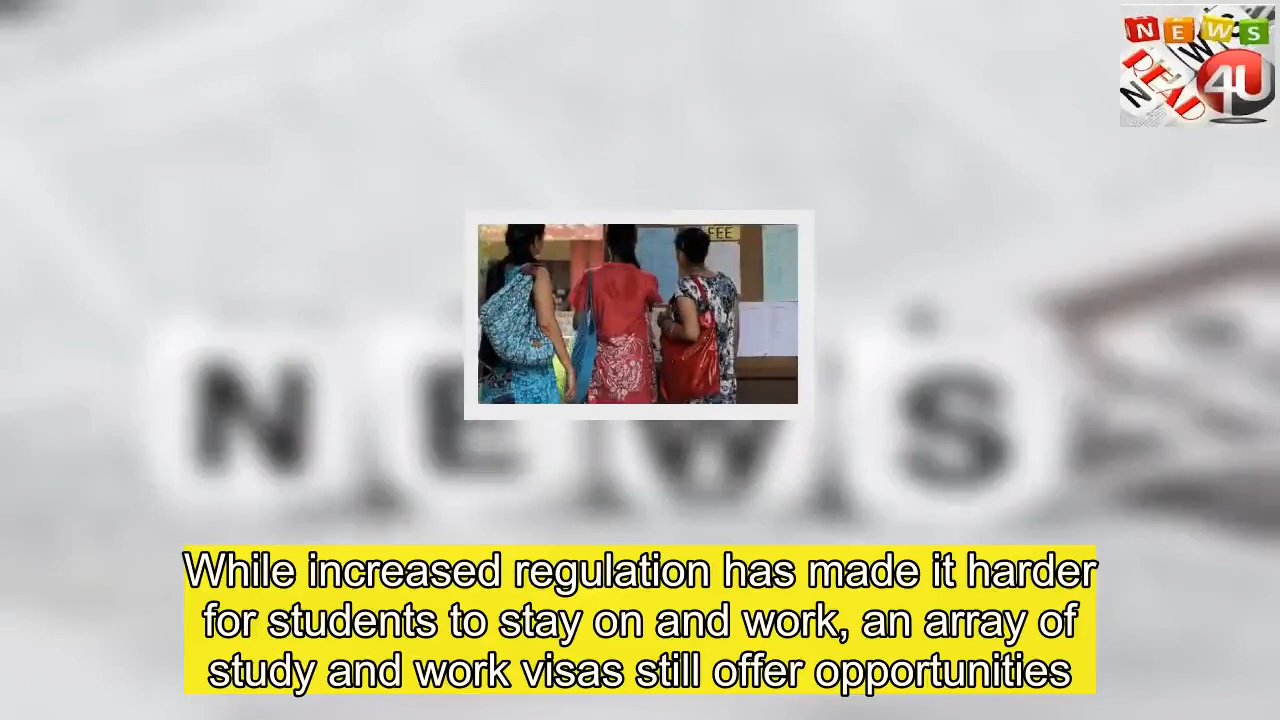 NEWS
W
READ
N
4U
FEE
NEWS
While increased regulation has made it harder
for students to stay on and work, an array of
study and work visas still offer opportunities